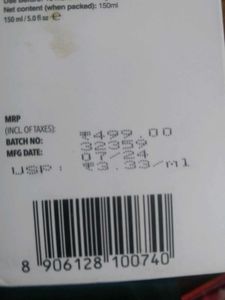 Net content (when packed): 150ml
150 ml / 5.0 fl oz e
MRP
(INCL. OF TAXES): ₹499.00
BATCH NO:
MFG DATE: 07/24
USP: ₹3.33/ml
8 906128 100740